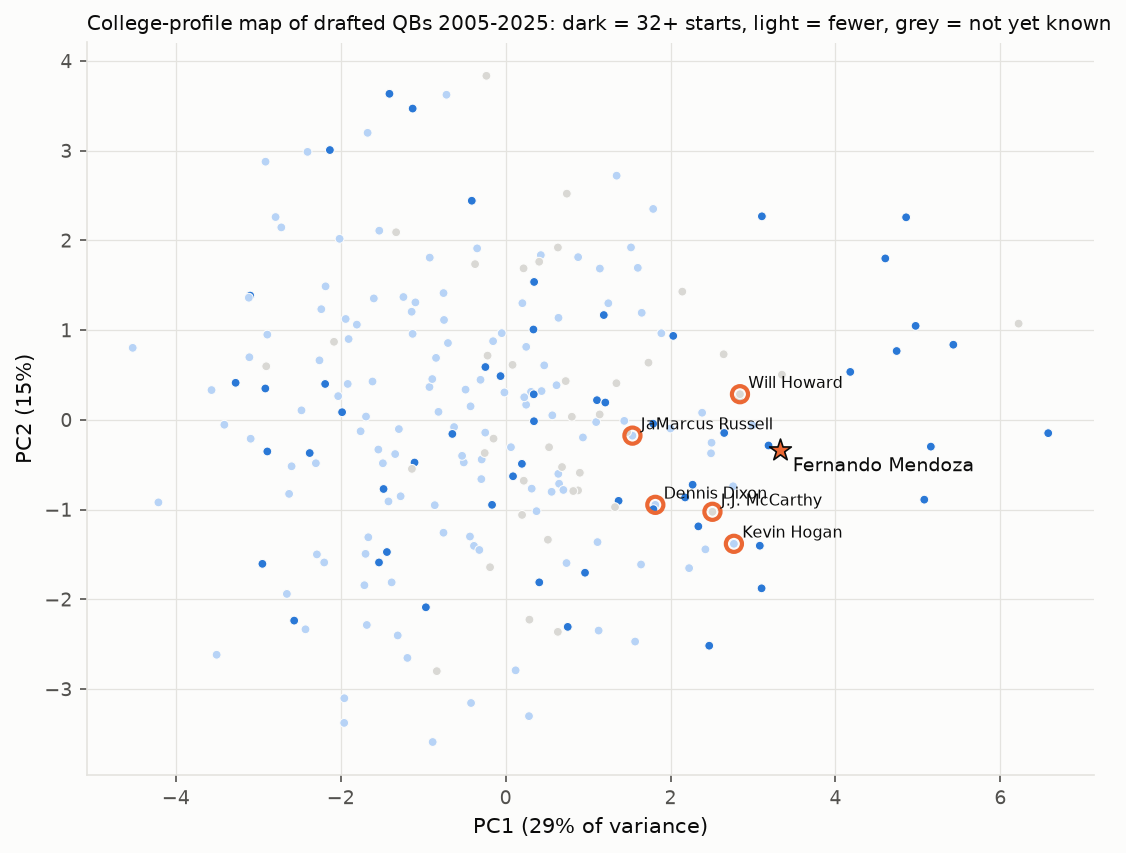 College-profile map of drafted QBs 2005-2025: dark = 32+ starts, light = fewer, grey = not yet known
4
3
2
1
0
−1
−2
−3
PC2 (15%)
Will Howard
JaMarcus Russell
Fernando Mendoza
Dennis Dixon
J.J. McCarthy
Kevin Hogan
−4
−2
0
2
4
6
PC1 (29% of variance)